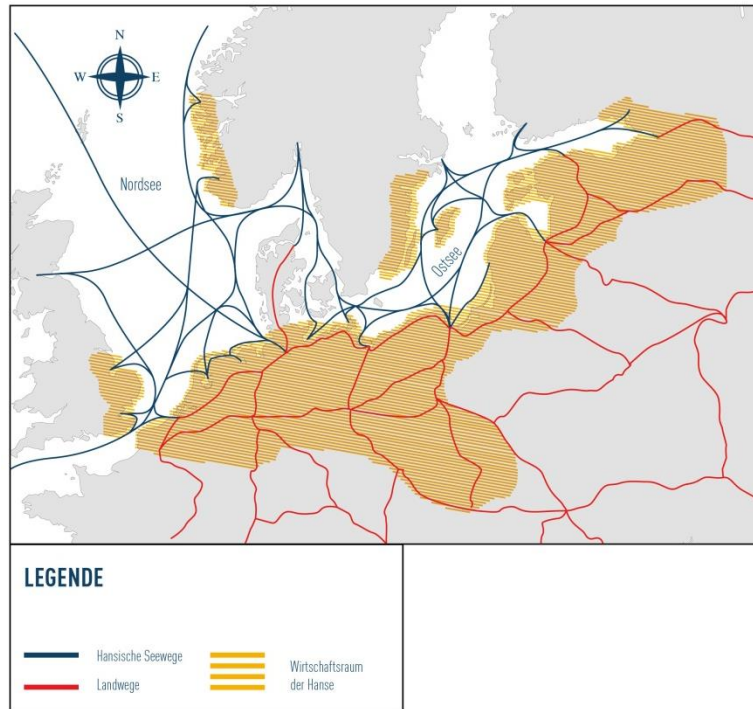 N
W E
S
Nordsee
Ostsee
LEGENDE
Hansische Seewege
Landwege
Wirtschaftsraum
der Hanse